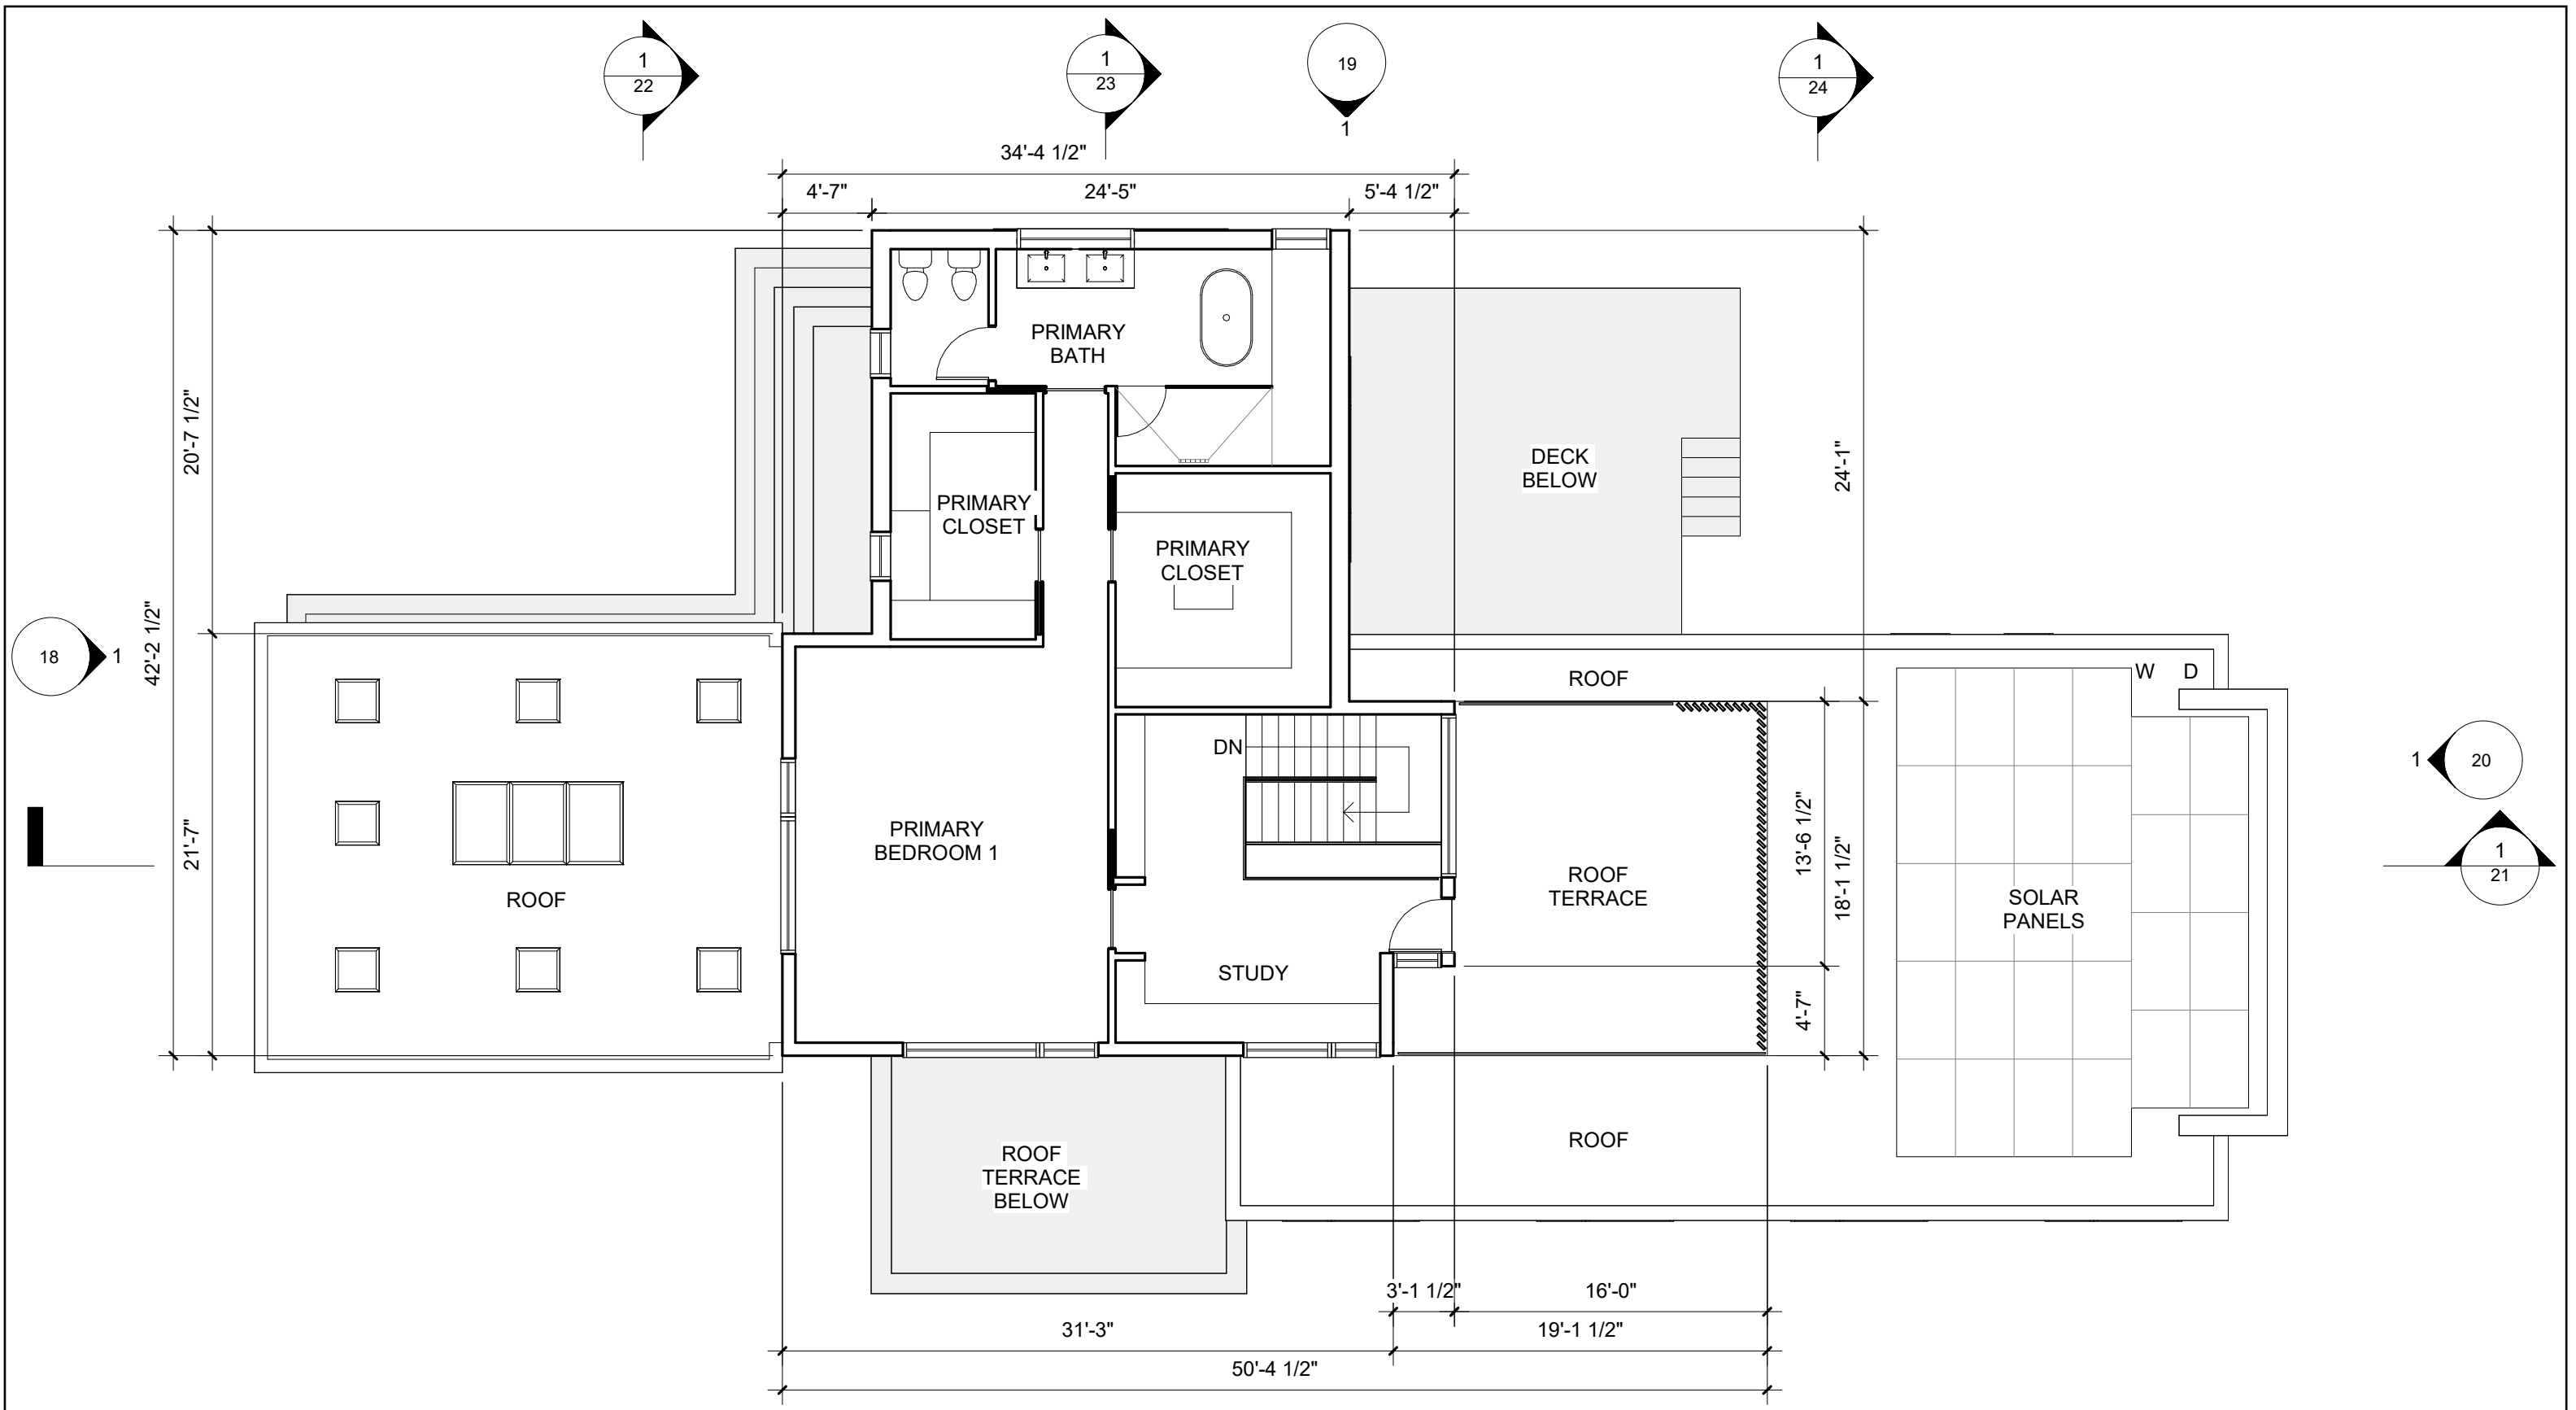 1
22
1
23
19
1
1
24
34'-4 1/2"
4'-7"
24'-5"
5'-4 1/2"
PRIMARY
BATH
20'-7 1/2"
24'-1"
DECK
BELOW
PRIMARY
CLOSET
PRIMARY
CLOSET
42'-2 1/2"
18
1
ROOF
W
D
DN
1
20
13'-6 1/2"
18'-1 1/2"
21'-7"
PRIMARY
BEDROOM 1
ROOF
ROOF
TERRACE
SOLAR
PANELS
1
21
STUDY
4'-7"
ROOF
ROOF
TERRACE
BELOW
3'-1 1/2"
16'-0"
31'-3"
19'-1 1/2"
50'-4 1/2"